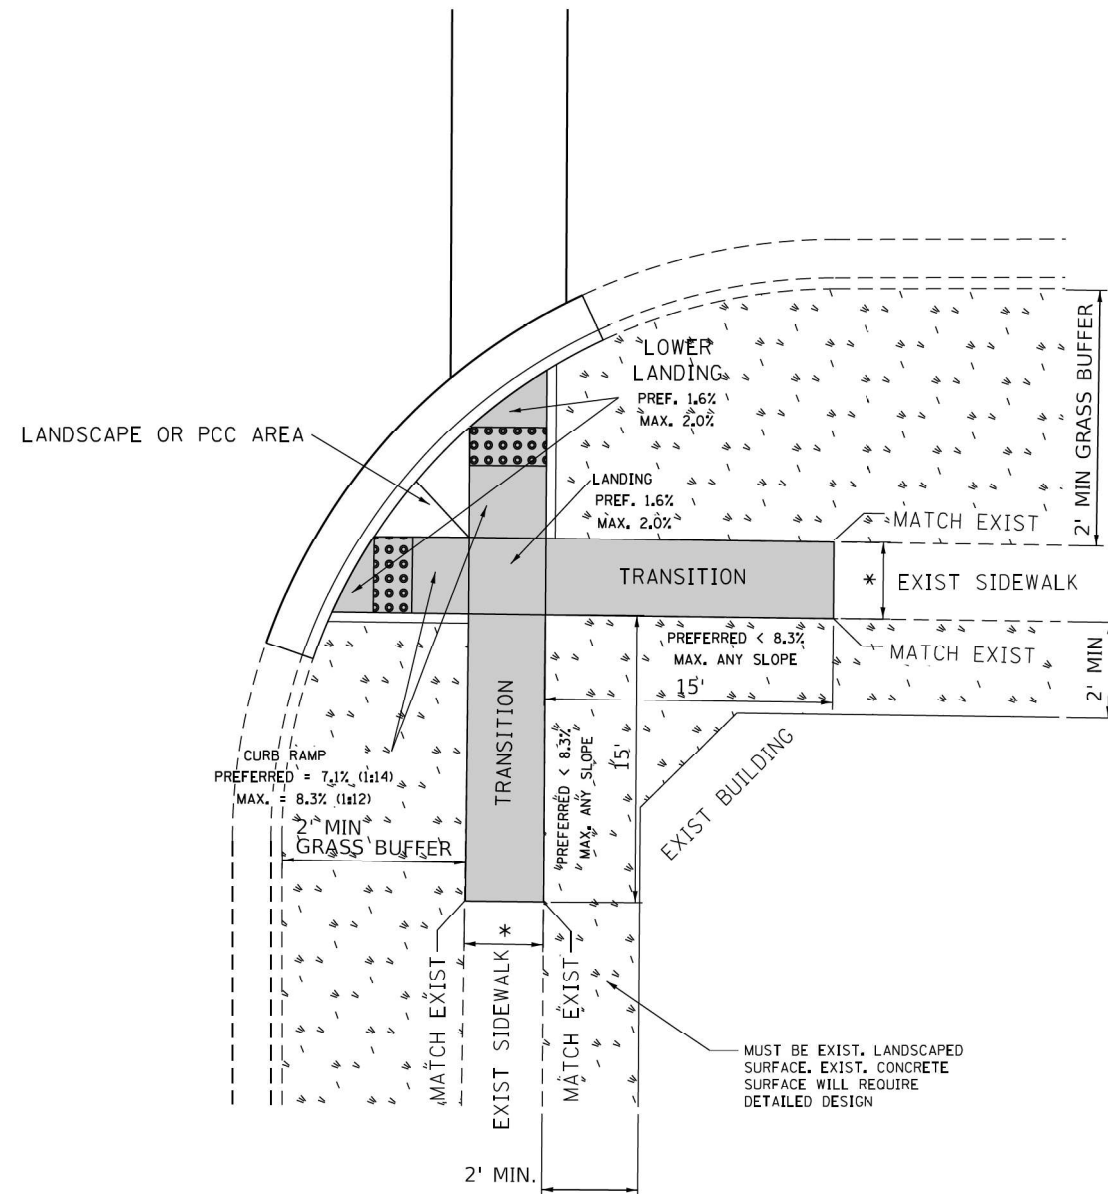 LOWER
LANDING
PREF. 1.6%
MAX. 2.0%
2' MIN GRASS BUFFER
LANDSCAPE OR PCC AREA
LANDING
PREF. 1.6%
MAX. 2.0%
MATCH EXIST
TRANSITION
* EXIST SIDEWALK
PREFERRED < 8.3%
MAX. ANY SLOPE
MATCH EXIST
15'
2' MIN
TRANSITION
PREFERRED < 8.3%
MAX. ANY SLOPE
15'
EXIST BUILDING
CURB RAMP
PREFERRED = 7.1% (1:14)
MAX. = 8.3% (1:12)
2' MIN
GRASS BUFFER
MATCH EXIST
EXIST SIDEWALK *
MATCH EXIST
MUST BE EXIST. LANDSCAPED
SURFACE. EXIST. CONCRETE
SURFACE WILL REQUIRE
DETAILED DESIGN
2' MIN.